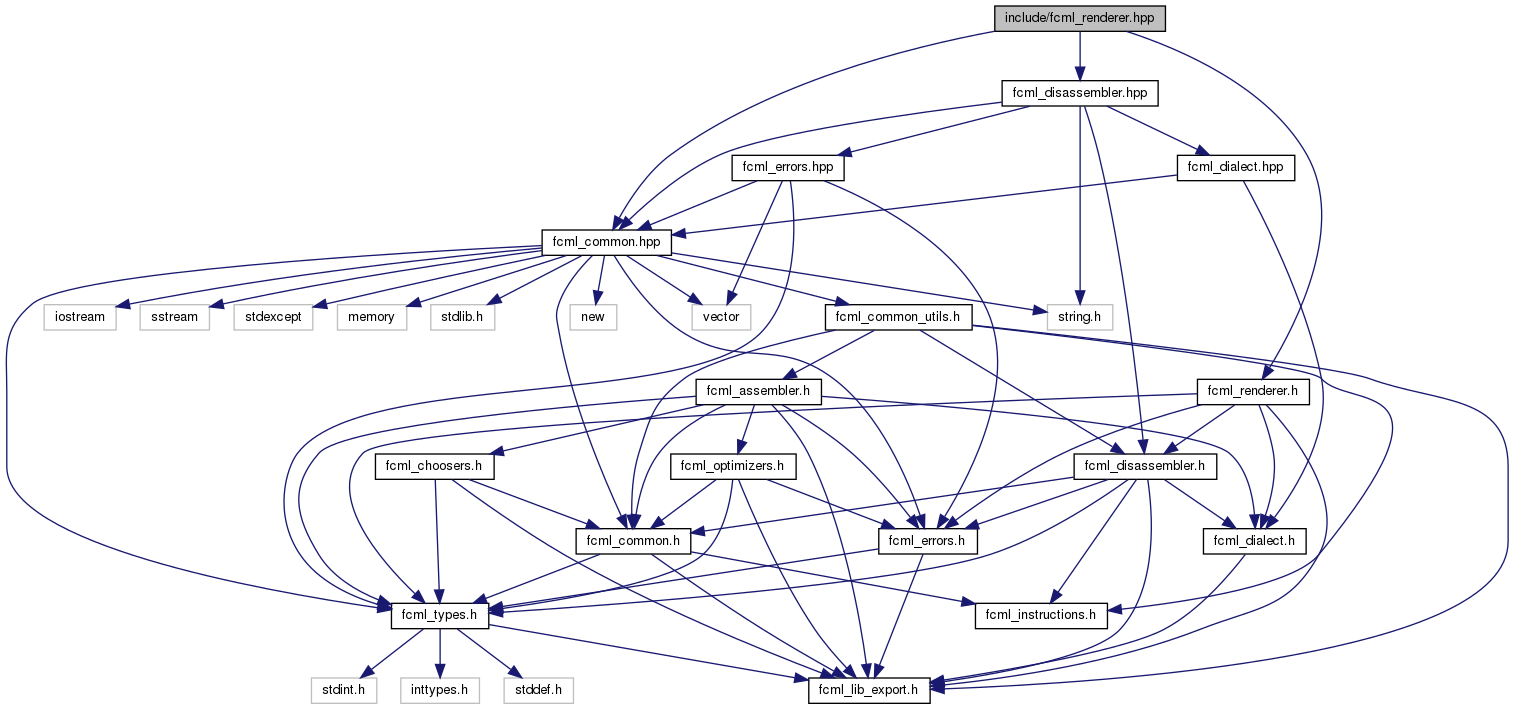 include/fcml_renderer.hpp
fcml_disassembler.hpp
fcml_errors.hpp
fcml_dialect.hpp
fcml_common.hpp
iostream
sstream
stdexcept
memory
stdlib.h
new
vector
fcml_common_utils.h
string.h
fcml_assembler.h
fcml_renderer.h
fcml_choosers.h
fcml_optimizers.h
fcml_disassembler.h
fcml_common.h
fcml_errors.h
fcml_dialect.h
fcml_types.h
fcml_instructions.h
stdint.h
inttypes.h
stddef.h
fcml_lib_export.h